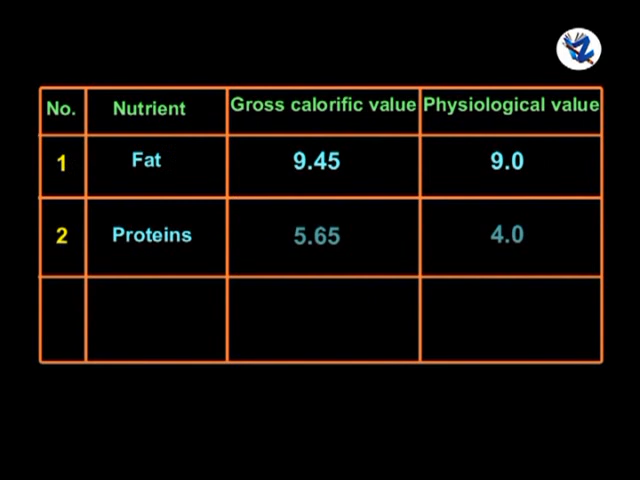 No. Nutrient Gross calorific value Physiological value
1 Fat 9.45 9.0
2 Proteins 5.65 4.0